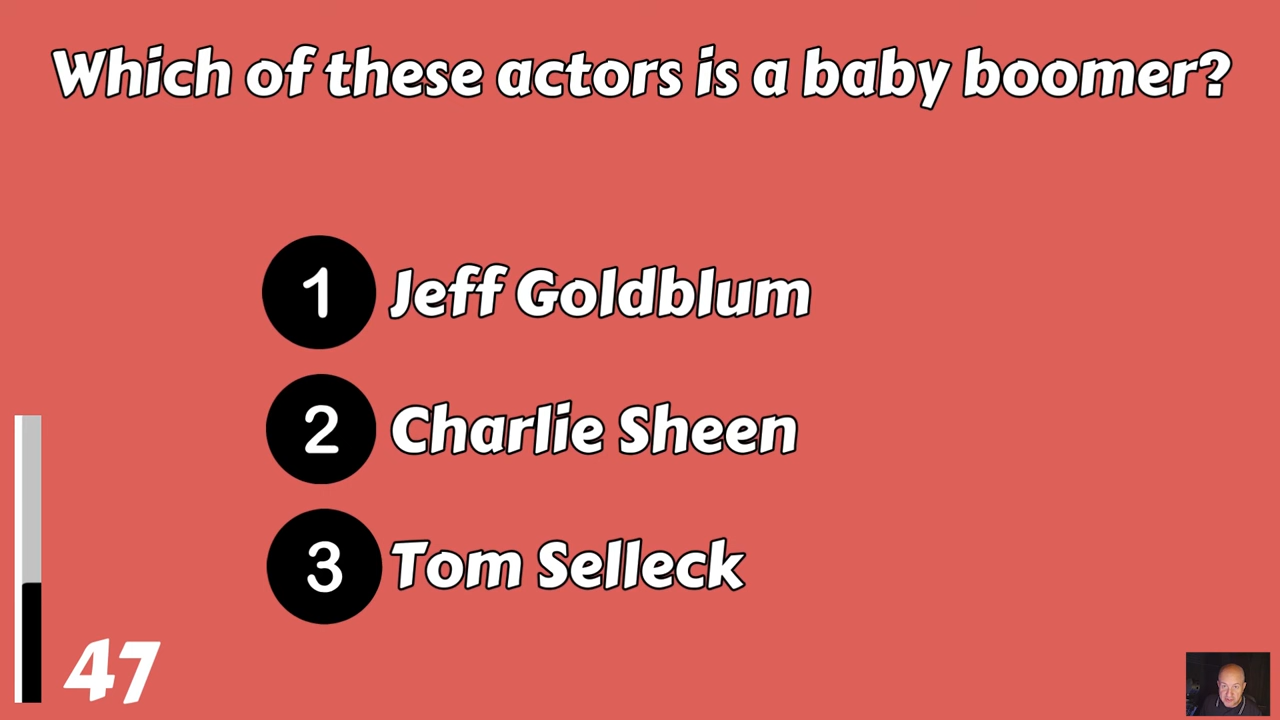 Which of these actors is a baby boomer?
1 Jeff Goldblum
2 Charlie Sheen
3 Tom Selleck
47